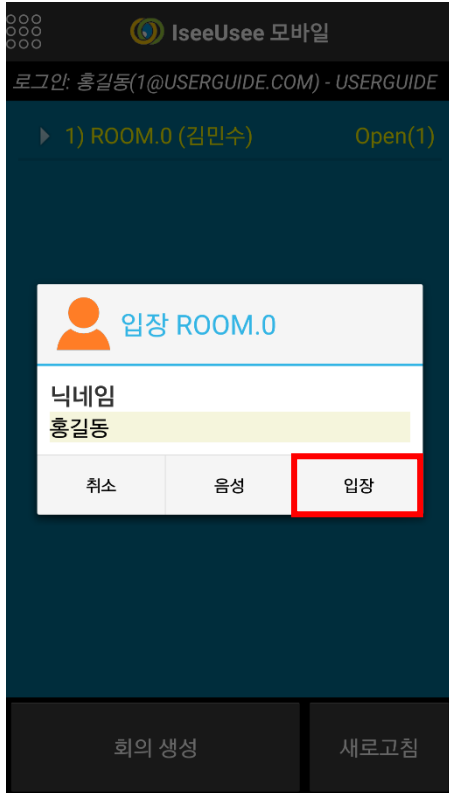 IseeUsee 모바일
로그인: 홍길동(1@USERGUIDE.COM) - USERGUIDE
1) ROOM.0 (김민수) Open(1)
입장 ROOM.0
닉네임
홍길동
취소 음성 입장
회의 생성 새로고침